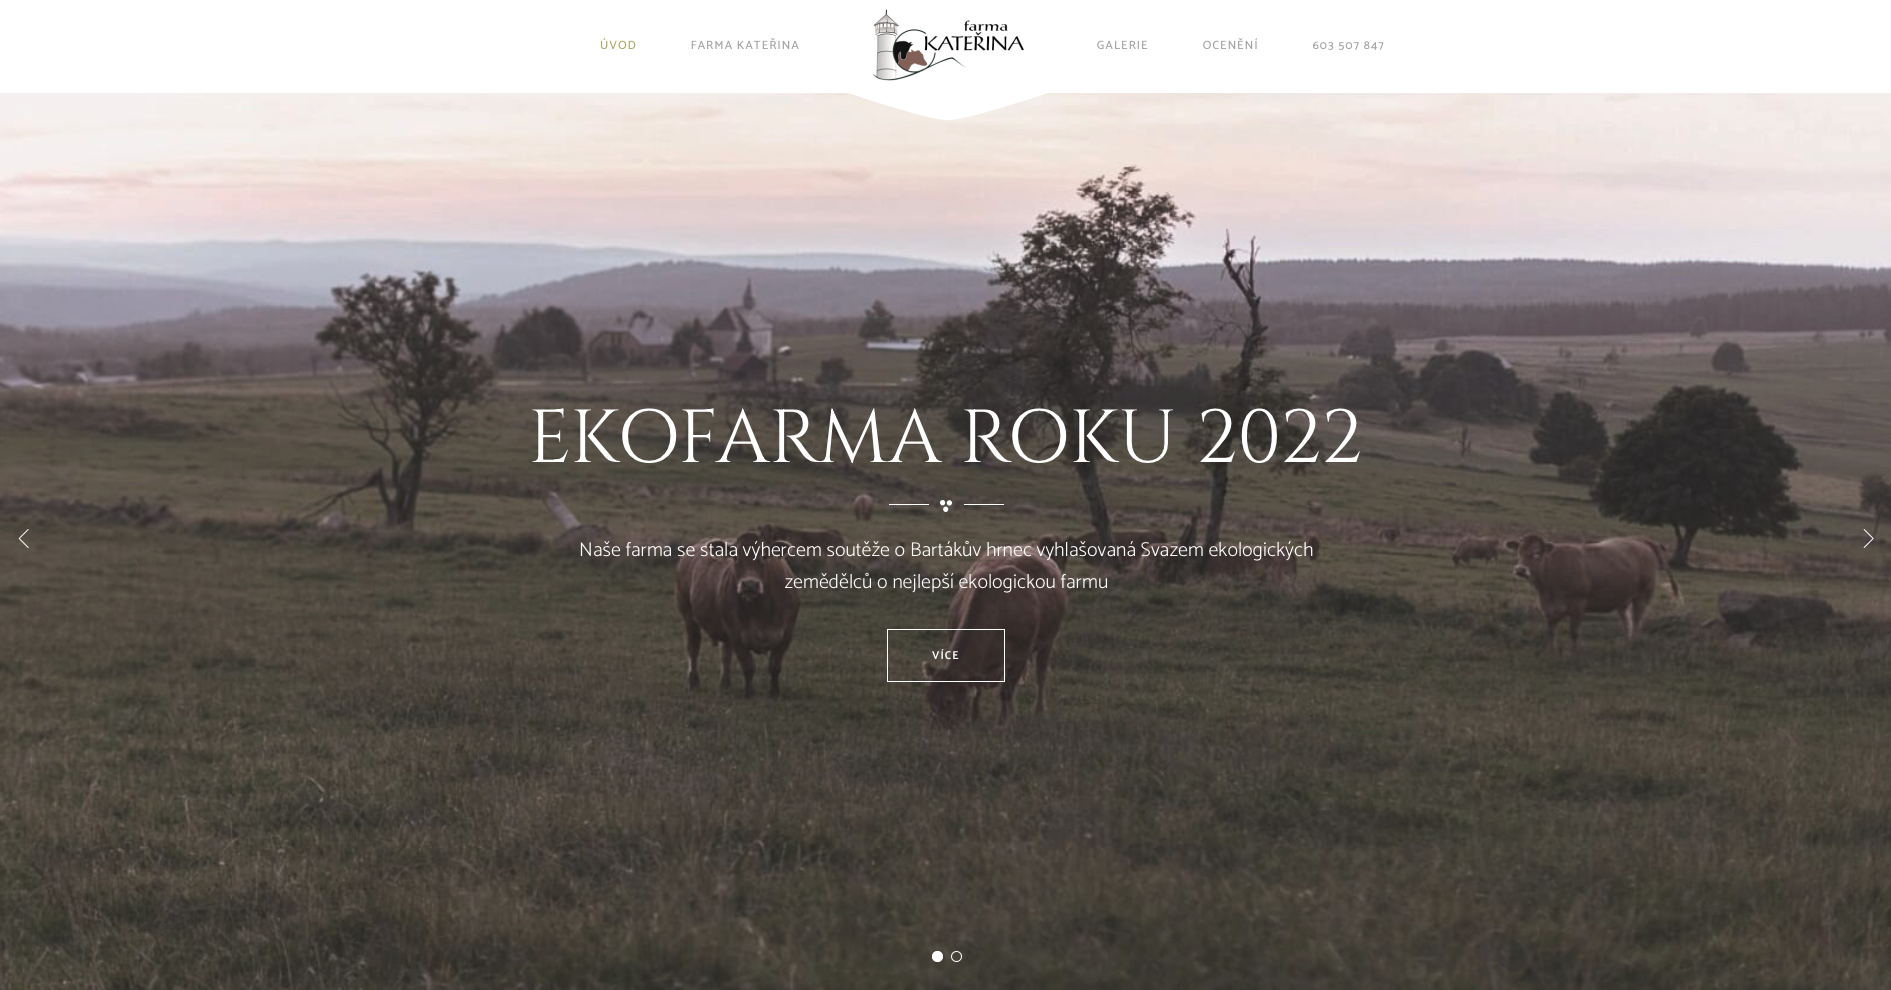 ÚVOD
FARMA KATEŘINA
farma
KATEŘINA
GALERIE
OCENĚNÍ
603 507 847
EKOFARMA ROKU 2022
Naše farma se stala výhercem soutěže o Bartákův hrnec vyhlašovaná Svazem ekologických
zemědělců o nejlepší ekologickou farmu
VÍCE